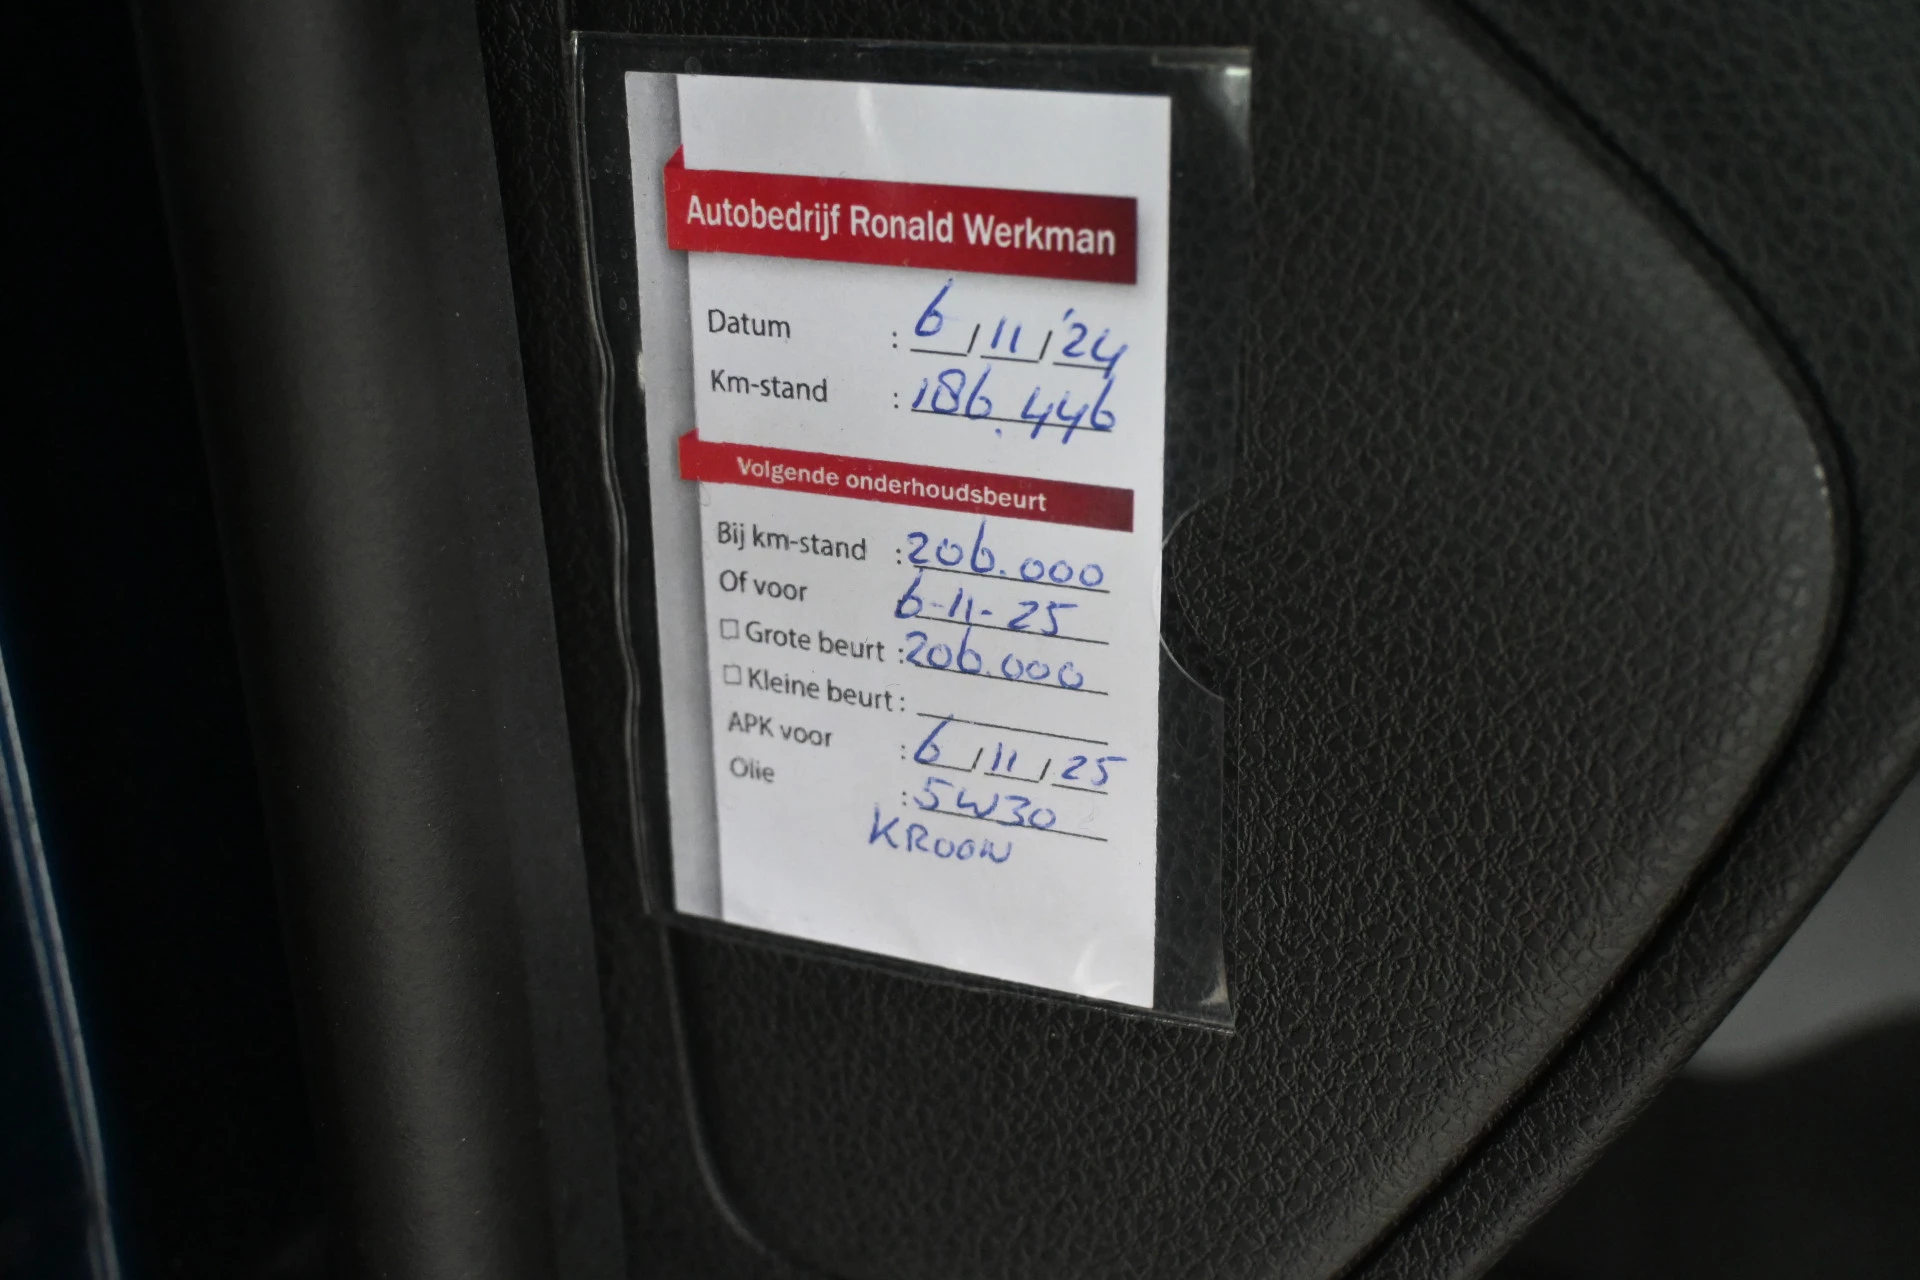 Autobedrijf Ronald Werkman
Datum : 6 / 11 / '24
Km-stand : 186.446
Volgende onderhoudsbeurt
Bij km-stand : 206.000
Of voor 6-11-25
☐ Grote beurt : 206.000
☐ Kleine beurt :
APK voor : 6 / 11 / 25
Olie : 5W30
KROON